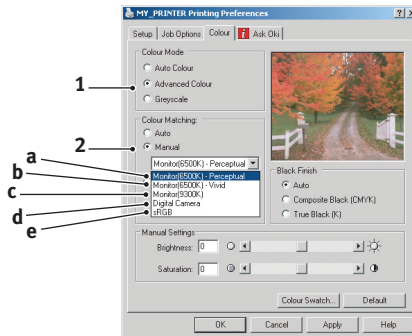 MY_PRINTER Printing Preferences
Setup
Job Options
Colour
Ask Oki
Colour Mode
Auto Colour
1
Advanced Colour
Greyscale
Colour Matching:
Auto
2
Manual
Monitor(6500K) - Perceptual
a
Monitor(6500K) - Perceptual
b
Monitor(6500K) - Vivid
c
Monitor(9300K)
d
Digital Camera
e
sRGB
Black Finish
Auto
Composite Black (CMYK)
True Black (K)
Manual Settings
Brightness: 0
Saturation: 0
Colour Swatch...
Default
OK
Cancel
Apply
Help